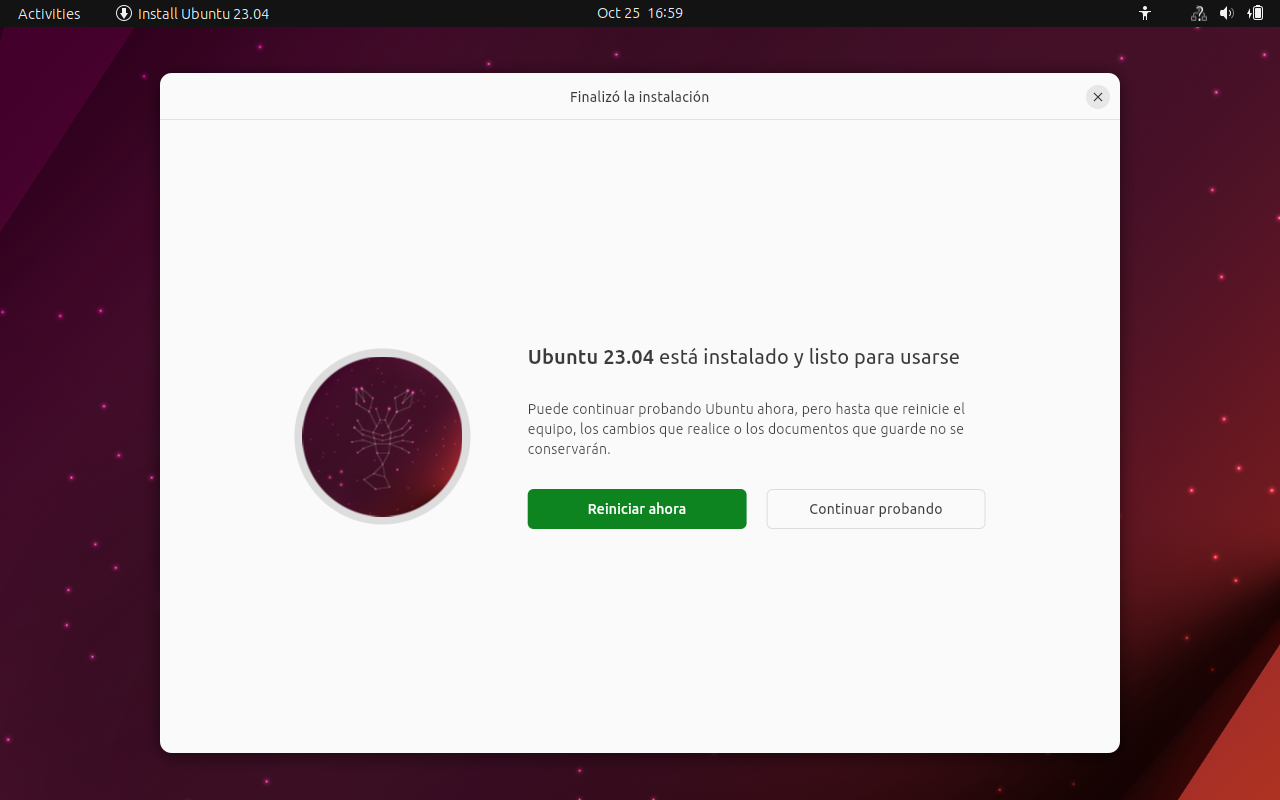 Activities
Install Ubuntu 23.04
Oct 25 16:59
Finalizó la instalación
Ubuntu 23.04 está instalado y listo para usarse
Puede continuar probando Ubuntu ahora, pero hasta que reinicie el
equipo, los cambios que realice o los documentos que guarde no se
conservarán.
Reiniciar ahora
Continuar probando